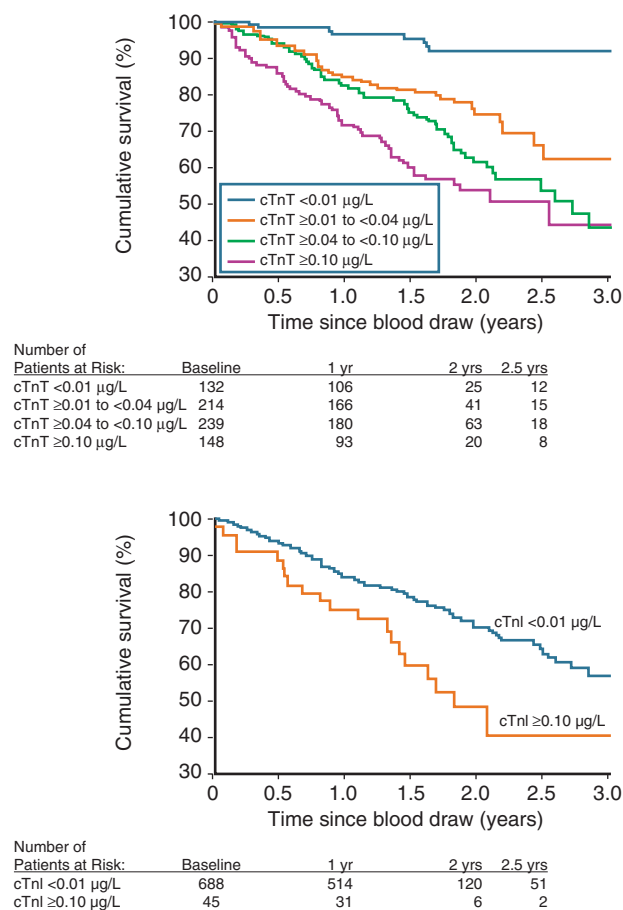 100
90
80
70
60
50
40
30
Cumulative survival (%)
cTnT <0.01 μg/L
cTnT ≥0.01 to <0.04 μg/L
cTnT ≥0.04 to <0.10 μg/L
cTnT ≥0.10 μg/L
0 0.5 1.0 1.5 2.0 2.5 3.0
Time since blood draw (years)
Number of
Patients at Risk: Baseline 1 yr 2 yrs 2.5 yrs
cTnT <0.01 μg/L 132 106 25 12
cTnT ≥0.01 to <0.04 μg/L 214 166 41 15
cTnT ≥0.04 to <0.10 μg/L 239 180 63 18
cTnT ≥0.10 μg/L 148 93 20 8
100
90
80
70
60
50
40
30
Cumulative survival (%)
cTnI <0.01 μg/L
cTnI ≥0.10 μg/L
0 0.5 1.0 1.5 2.0 2.5 3.0
Time since blood draw (years)
Number of
Patients at Risk: Baseline 1 yr 2 yrs 2.5 yrs
cTnI <0.01 μg/L 688 514 120 51
cTnI ≥0.10 μg/L 45 31 6 2